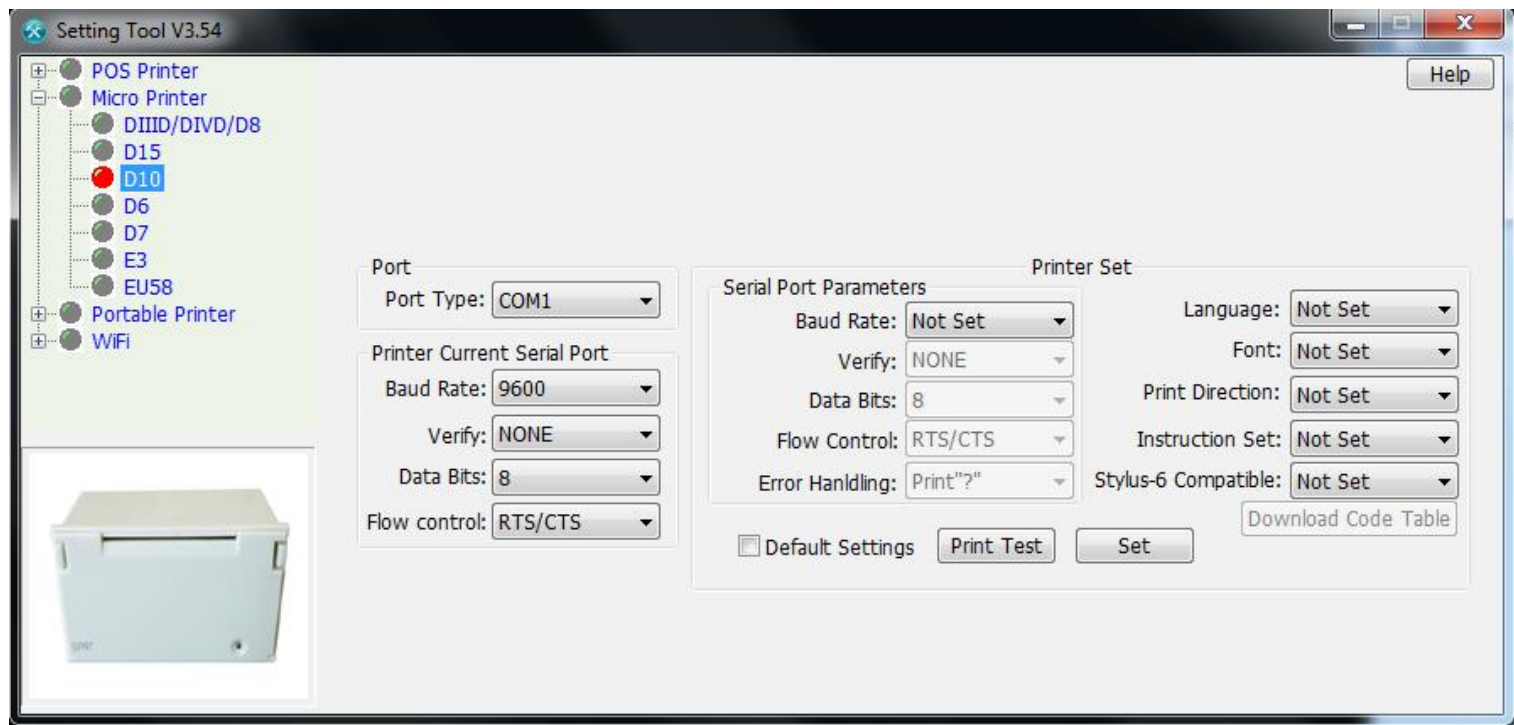 Setting Tool V3.54
POS Printer
Micro Printer
DIIID/DIVD/D8
D15
D10
D6
D7
E3
EU58
Portable Printer
WiFi
Help
Port
Port Type: COM1
Printer Current Serial Port
Baud Rate: 9600
Verify: NONE
Data Bits: 8
Flow control: RTS/CTS
Printer Set
Serial Port Parameters
Baud Rate: Not Set
Verify: NONE
Data Bits: 8
Flow Control: RTS/CTS
Error Hanldling: Print"?"
Language: Not Set
Font: Not Set
Print Direction: Not Set
Instruction Set: Not Set
Stylus-6 Compatible: Not Set
Download Code Table
Default Settings
Print Test
Set